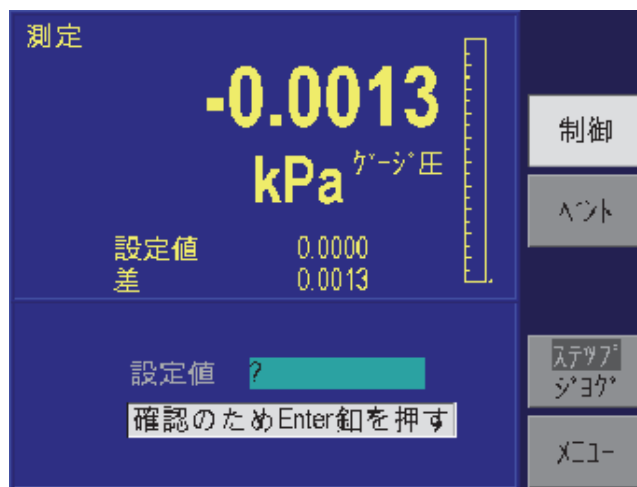 測定
-0.0013
kPa ｹﾞｰｼﾞ圧
設定値 0.0000
差 0.0013
設定値 ?
確認のためEnter釦を押す
制御
ﾍﾞﾝﾄ
ｽﾃｯﾌﾟ
ｼﾞｮｸﾞ
ﾒﾆｭｰ